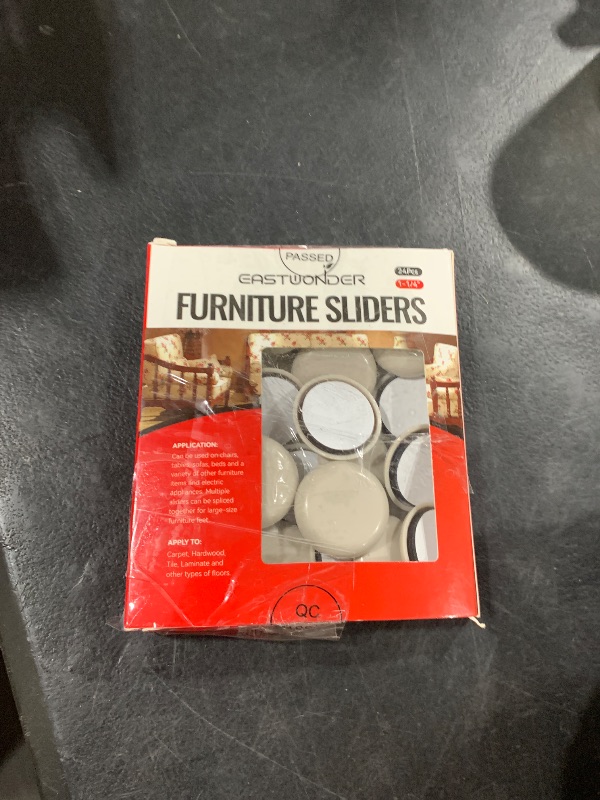 PASSED
EASTWONDER
24Pcs
1-1/4"
FURNITURE SLIDERS
APPLICATION:
Can be used on chairs,
tables, sofas, beds and a
variety of other furniture
items and electric
appliances. Multiple
sliders can be spliced
together for large-size
furniture feet
APPLY TO:
Carpet, Hardwood,
Tile, Laminate and
other types of floors
QC